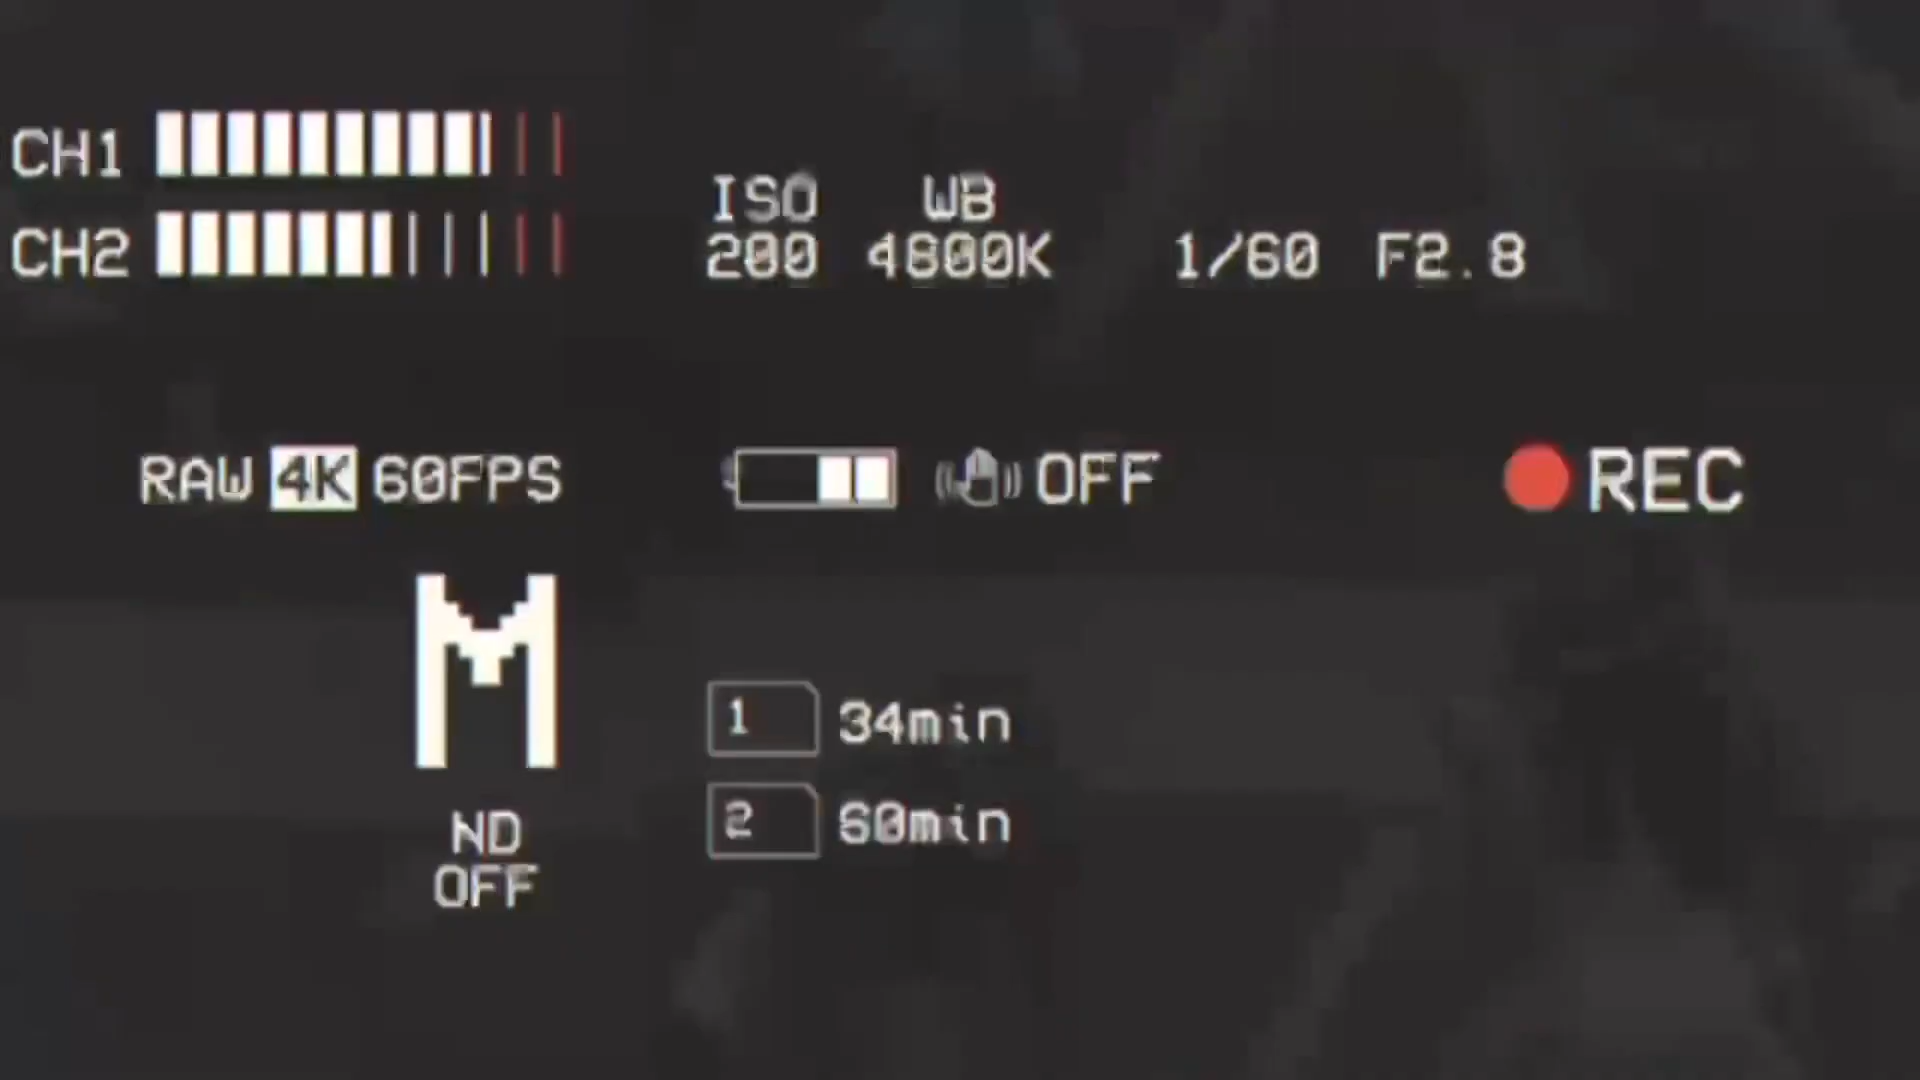 CH1
CH2
ISO WB
200 4600K 1/60 F2.8
RAW 4K 60FPS
OFF
REC
M
1 34min
2 60min
ND
OFF